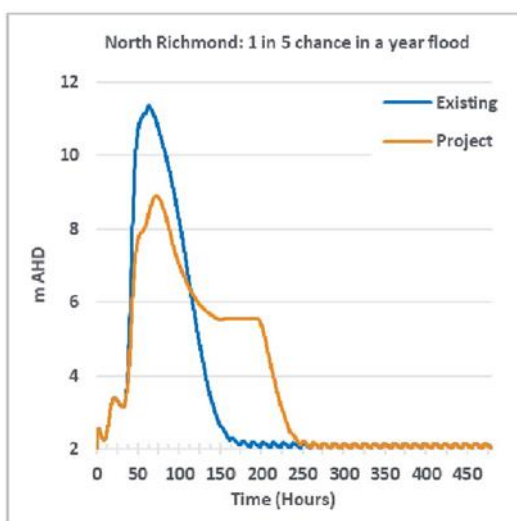 North Richmond: 1 in 5 chance in a year flood
12
10
8
6
4
2
m AHD
Existing
Project
0 50 100 150 200 250 300 350 400 450
Time (Hours)